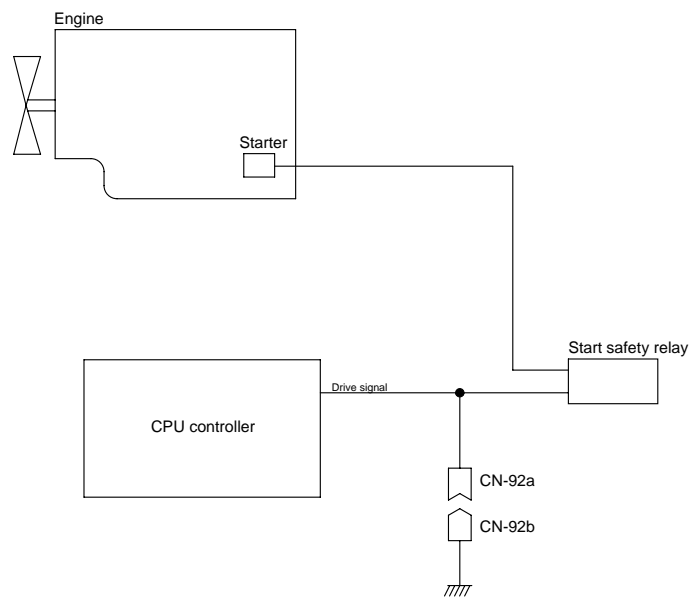 Engine
Starter
Start safety relay
Drive signal
CPU controller
CN-92a
CN-92b